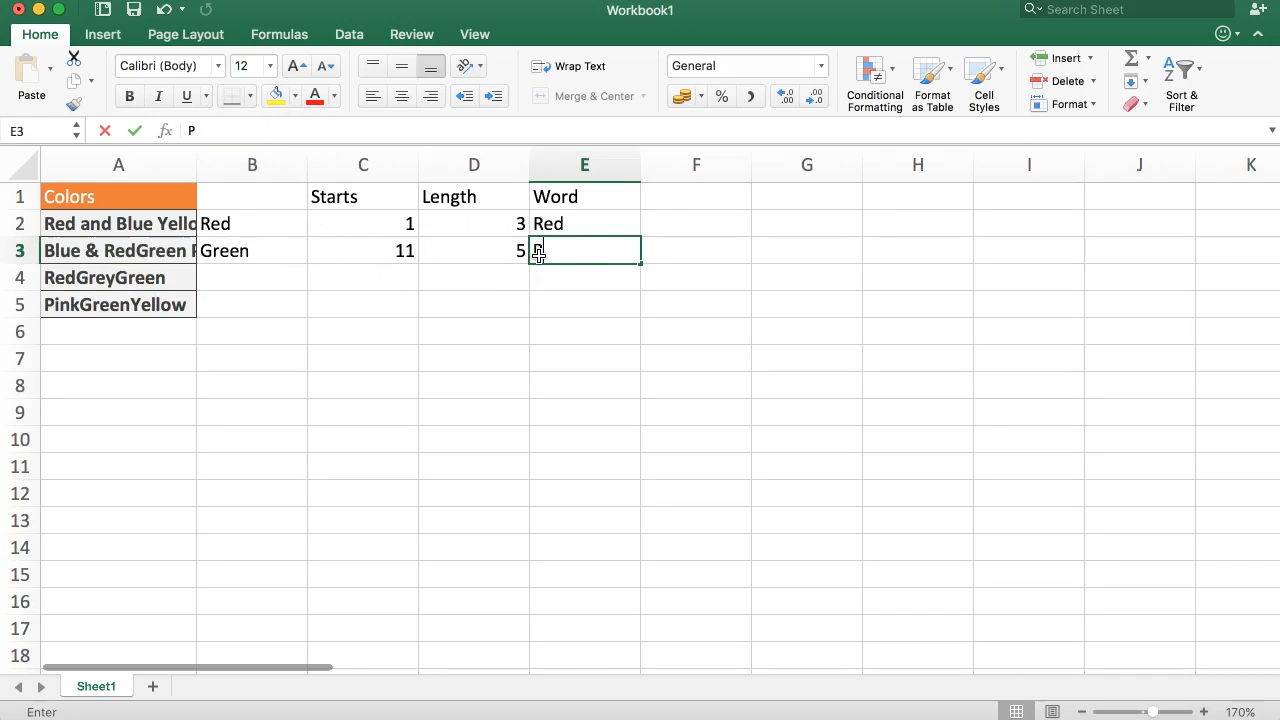 Workbook1
Search Sheet
Home Insert Page Layout Formulas Data Review View
Paste
Calibri (Body) 12
B I U A
Wrap Text
Merge & Center
General
Conditional Formatting
Format as Table
Cell Styles
Insert
Delete
Format
Sort & Filter
E3 fx P
A B C D E F G H I J K
1 Colors Starts Length Word
2 Red and Blue Yello Red 1 3 Red
3 Blue & RedGreen Green 11 5 P
4 RedGreyGreen
5 PinkGreenYellow
6
7
8
9
10
11
12
13
14
15
16
17
18
Sheet1
Enter 170%